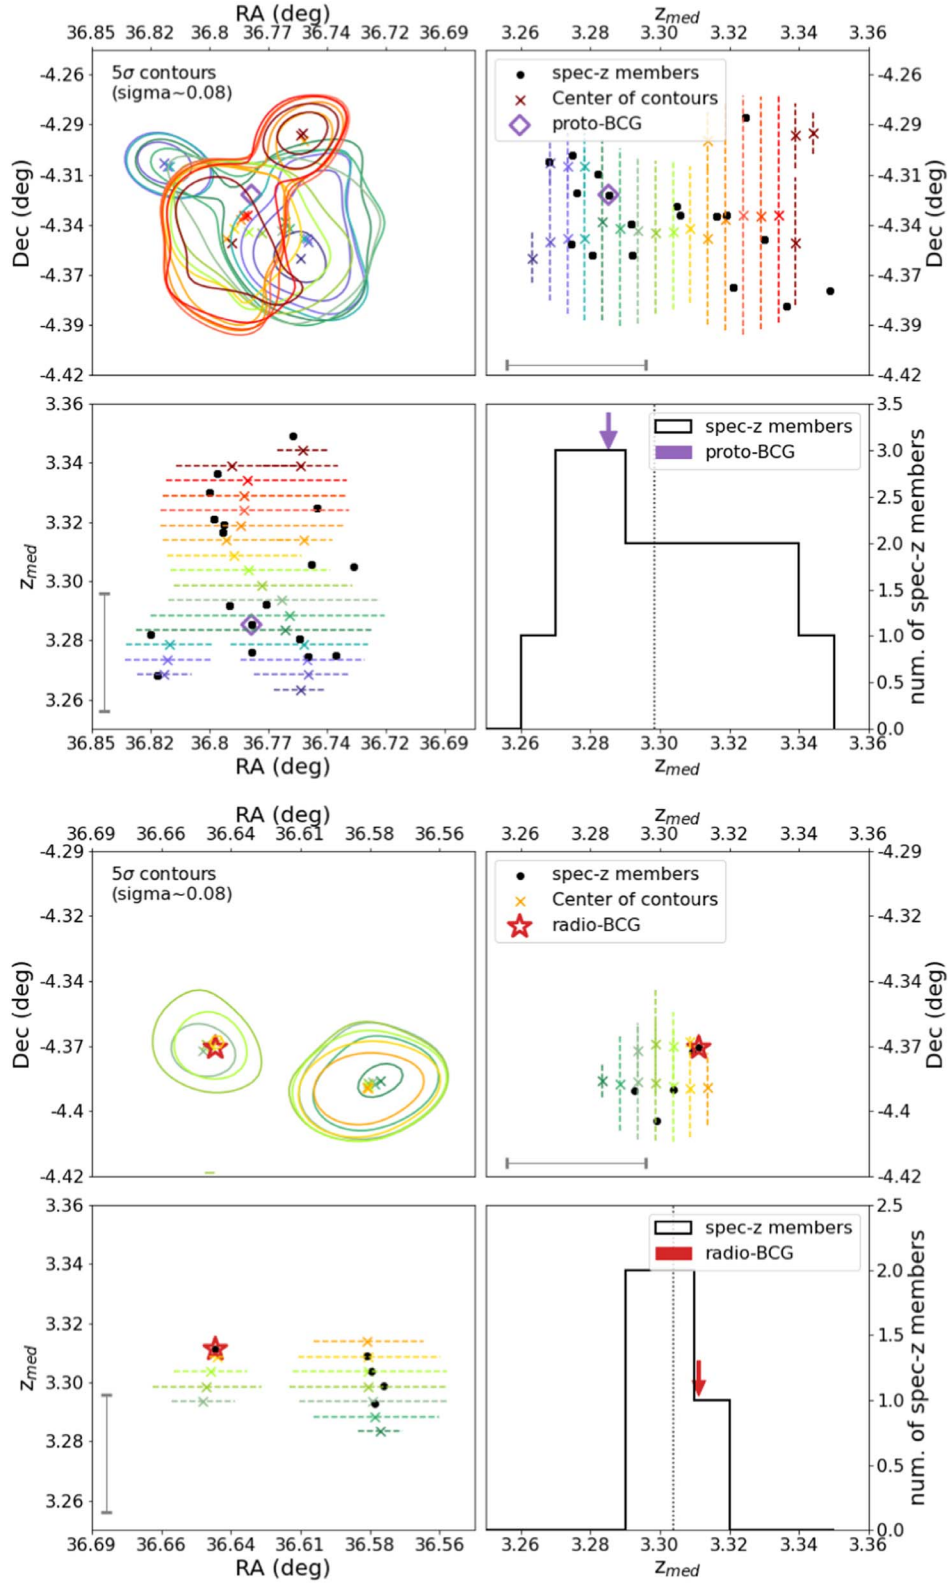 RA (deg)
36.85 36.82 36.8 36.77 36.74 36.72 36.69
z_med
3.26 3.28 3.30 3.32 3.34 3.36
5σ contours
(sigma~0.08)
Dec (deg)
-4.26
-4.29
-4.31
-4.34
-4.37
-4.39
-4.42
spec-z members
Center of contours
proto-BCG
-4.26
-4.29
-4.31
-4.34
-4.37
-4.39
-4.42
Dec (deg)
z_med
3.36
3.34
3.32
3.30
3.28
3.26
36.85 36.82 36.8 36.77 36.74 36.72 36.69
RA (deg)
spec-z members
proto-BCG
3.5
3.0
2.5
2.0
1.5
1.0
0.5
0.0
num. of spec-z members
3.26 3.28 3.30 3.32 3.34 3.36
z_med
RA (deg)
36.69 36.66 36.64 36.61 36.58 36.56
z_med
3.26 3.28 3.30 3.32 3.34 3.36
5σ contours
(sigma~0.08)
Dec (deg)
-4.29
-4.32
-4.34
-4.37
-4.4
-4.42
spec-z members
Center of contours
radio-BCG
-4.29
-4.32
-4.34
-4.37
-4.4
-4.42
Dec (deg)
z_med
3.36
3.34
3.32
3.30
3.28
3.26
36.69 36.66 36.64 36.61 36.58 36.56
RA (deg)
spec-z members
radio-BCG
2.5
2.0
1.5
1.0
0.5
0.0
num. of spec-z members
3.26 3.28 3.30 3.32 3.34 3.36
z_med